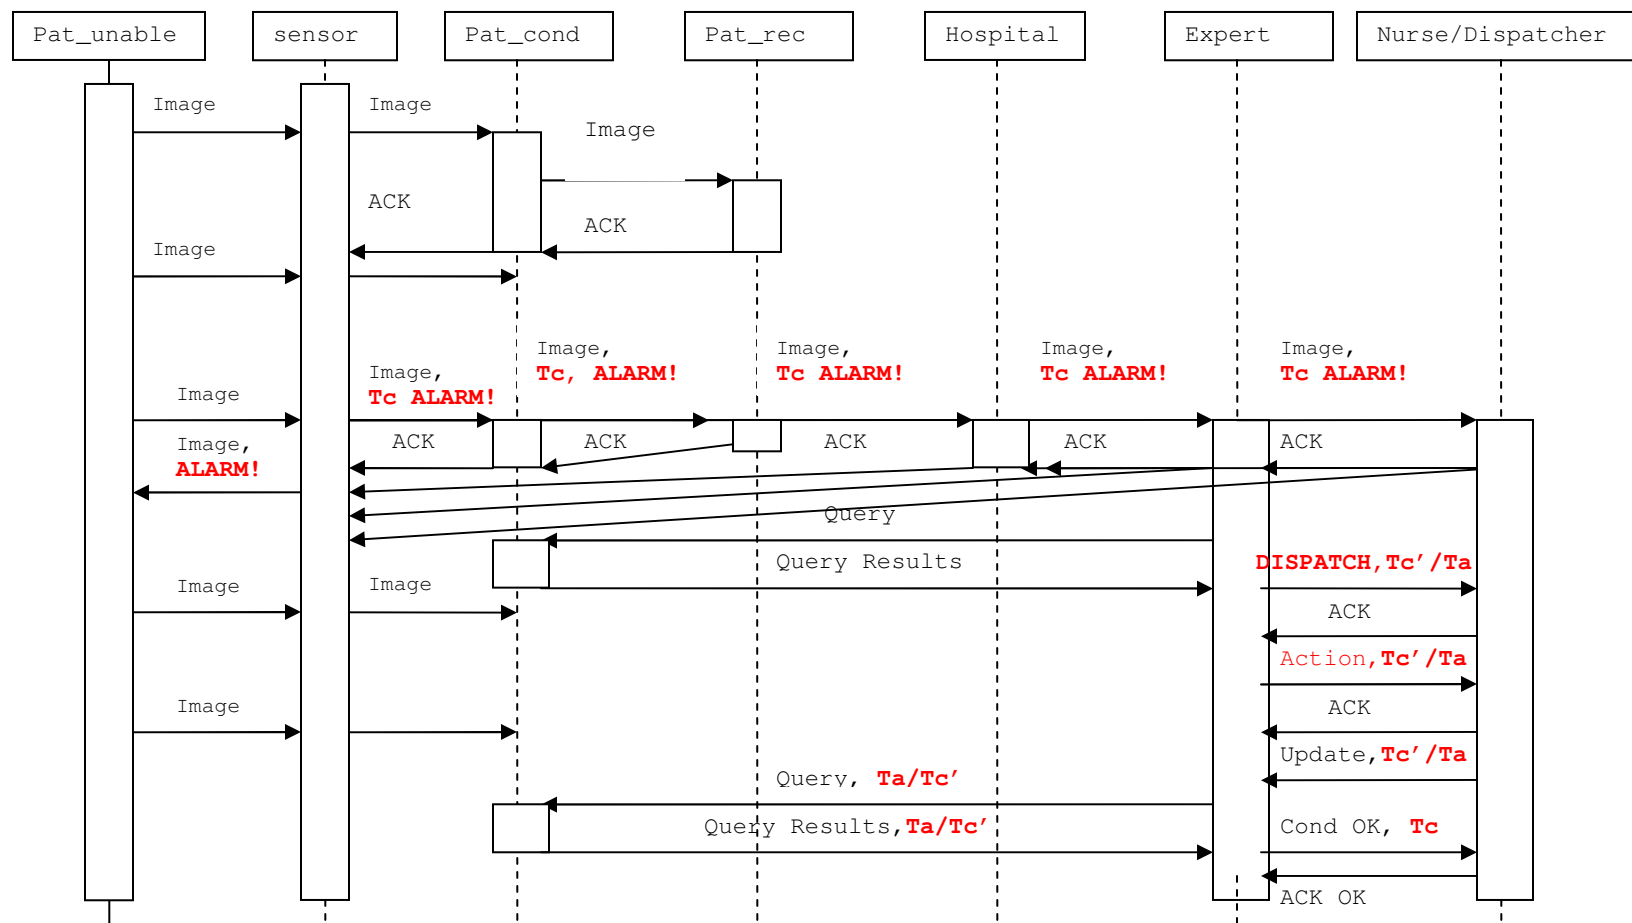 Pat_unable sensor Pat_cond Pat_rec Hospital Expert Nurse/Dispatcher
Image Image
Image
ACK
ACK
Image
Image, Image, Image, Image,
Tc, ALARM! Tc ALARM! Tc ALARM! Tc ALARM!
Image,
Tc ALARM!
Image
Image, ACK ACK ACK ACK ACK
ALARM!
Query
Query Results DISPATCH,Tc’/Ta
Image Image
ACK
Action,Tc’/Ta
Image ACK
Update,Tc’/Ta
Query, Ta/Tc’
Query Results,Ta/Tc’ Cond OK, Tc
ACK OK